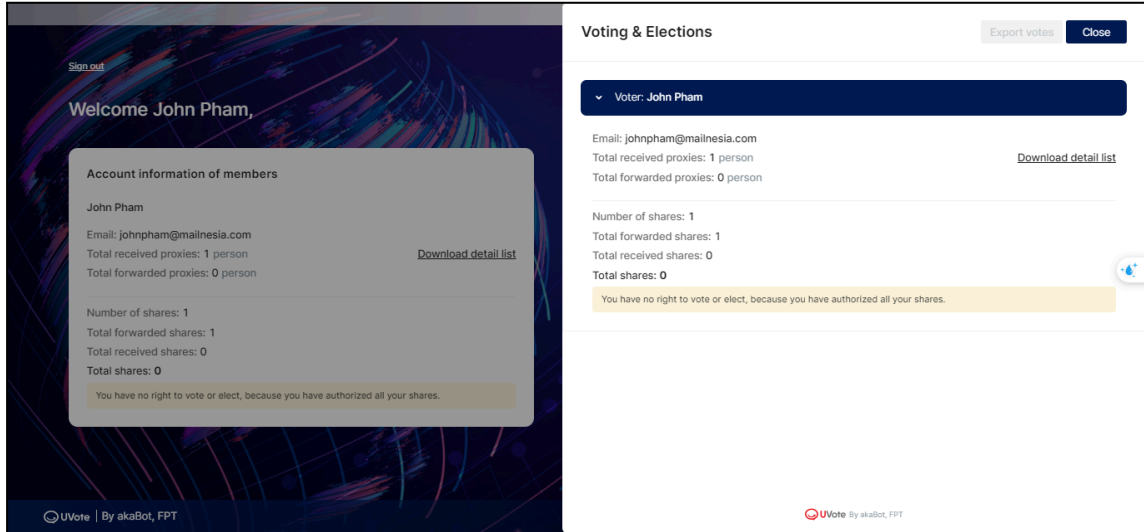 Sign out
Welcome John Pham,
Account information of members
John Pham
Email: johnpham@mailnesia.com
Total received proxies: 1 person
Download detail list
Total forwarded proxies: 0 person
Number of shares: 1
Total forwarded shares: 1
Total received shares: 0
Total shares: 0
You have no right to vote or elect, because you have authorized all your shares.
UVote | By akaBot, FPT
Voting & Elections
Export votes
Close
Voter: John Pham
Email: johnpham@mailnesia.com
Total received proxies: 1 person
Download detail list
Total forwarded proxies: 0 person
Number of shares: 1
Total forwarded shares: 1
Total received shares: 0
Total shares: 0
You have no right to vote or elect, because you have authorized all your shares.
UVote By akaBot, FPT